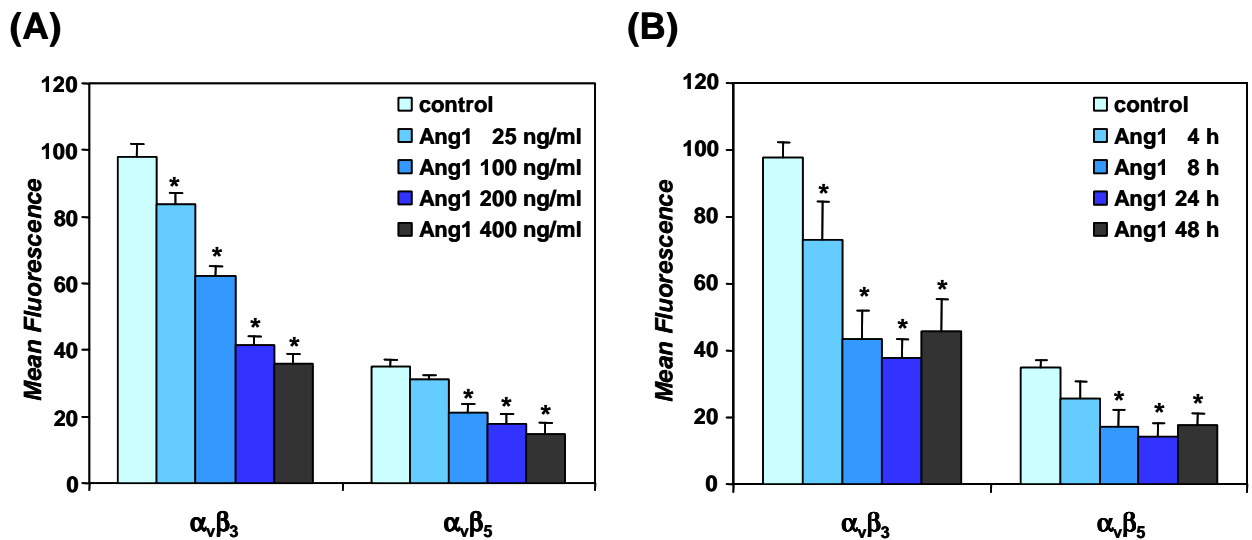 (A)
Mean Fluorescence
120
100
80
60
40
20
0
control
Ang1 25 ng/ml
Ang1 100 ng/ml
Ang1 200 ng/ml
Ang1 400 ng/ml
*
*
*
*
*
*
*
αvβ3
αvβ5
(B)
Mean Fluorescence
120
100
80
60
40
20
0
control
Ang1 4 h
Ang1 8 h
Ang1 24 h
Ang1 48 h
*
*
*
*
*
*
*
αvβ3
αvβ5